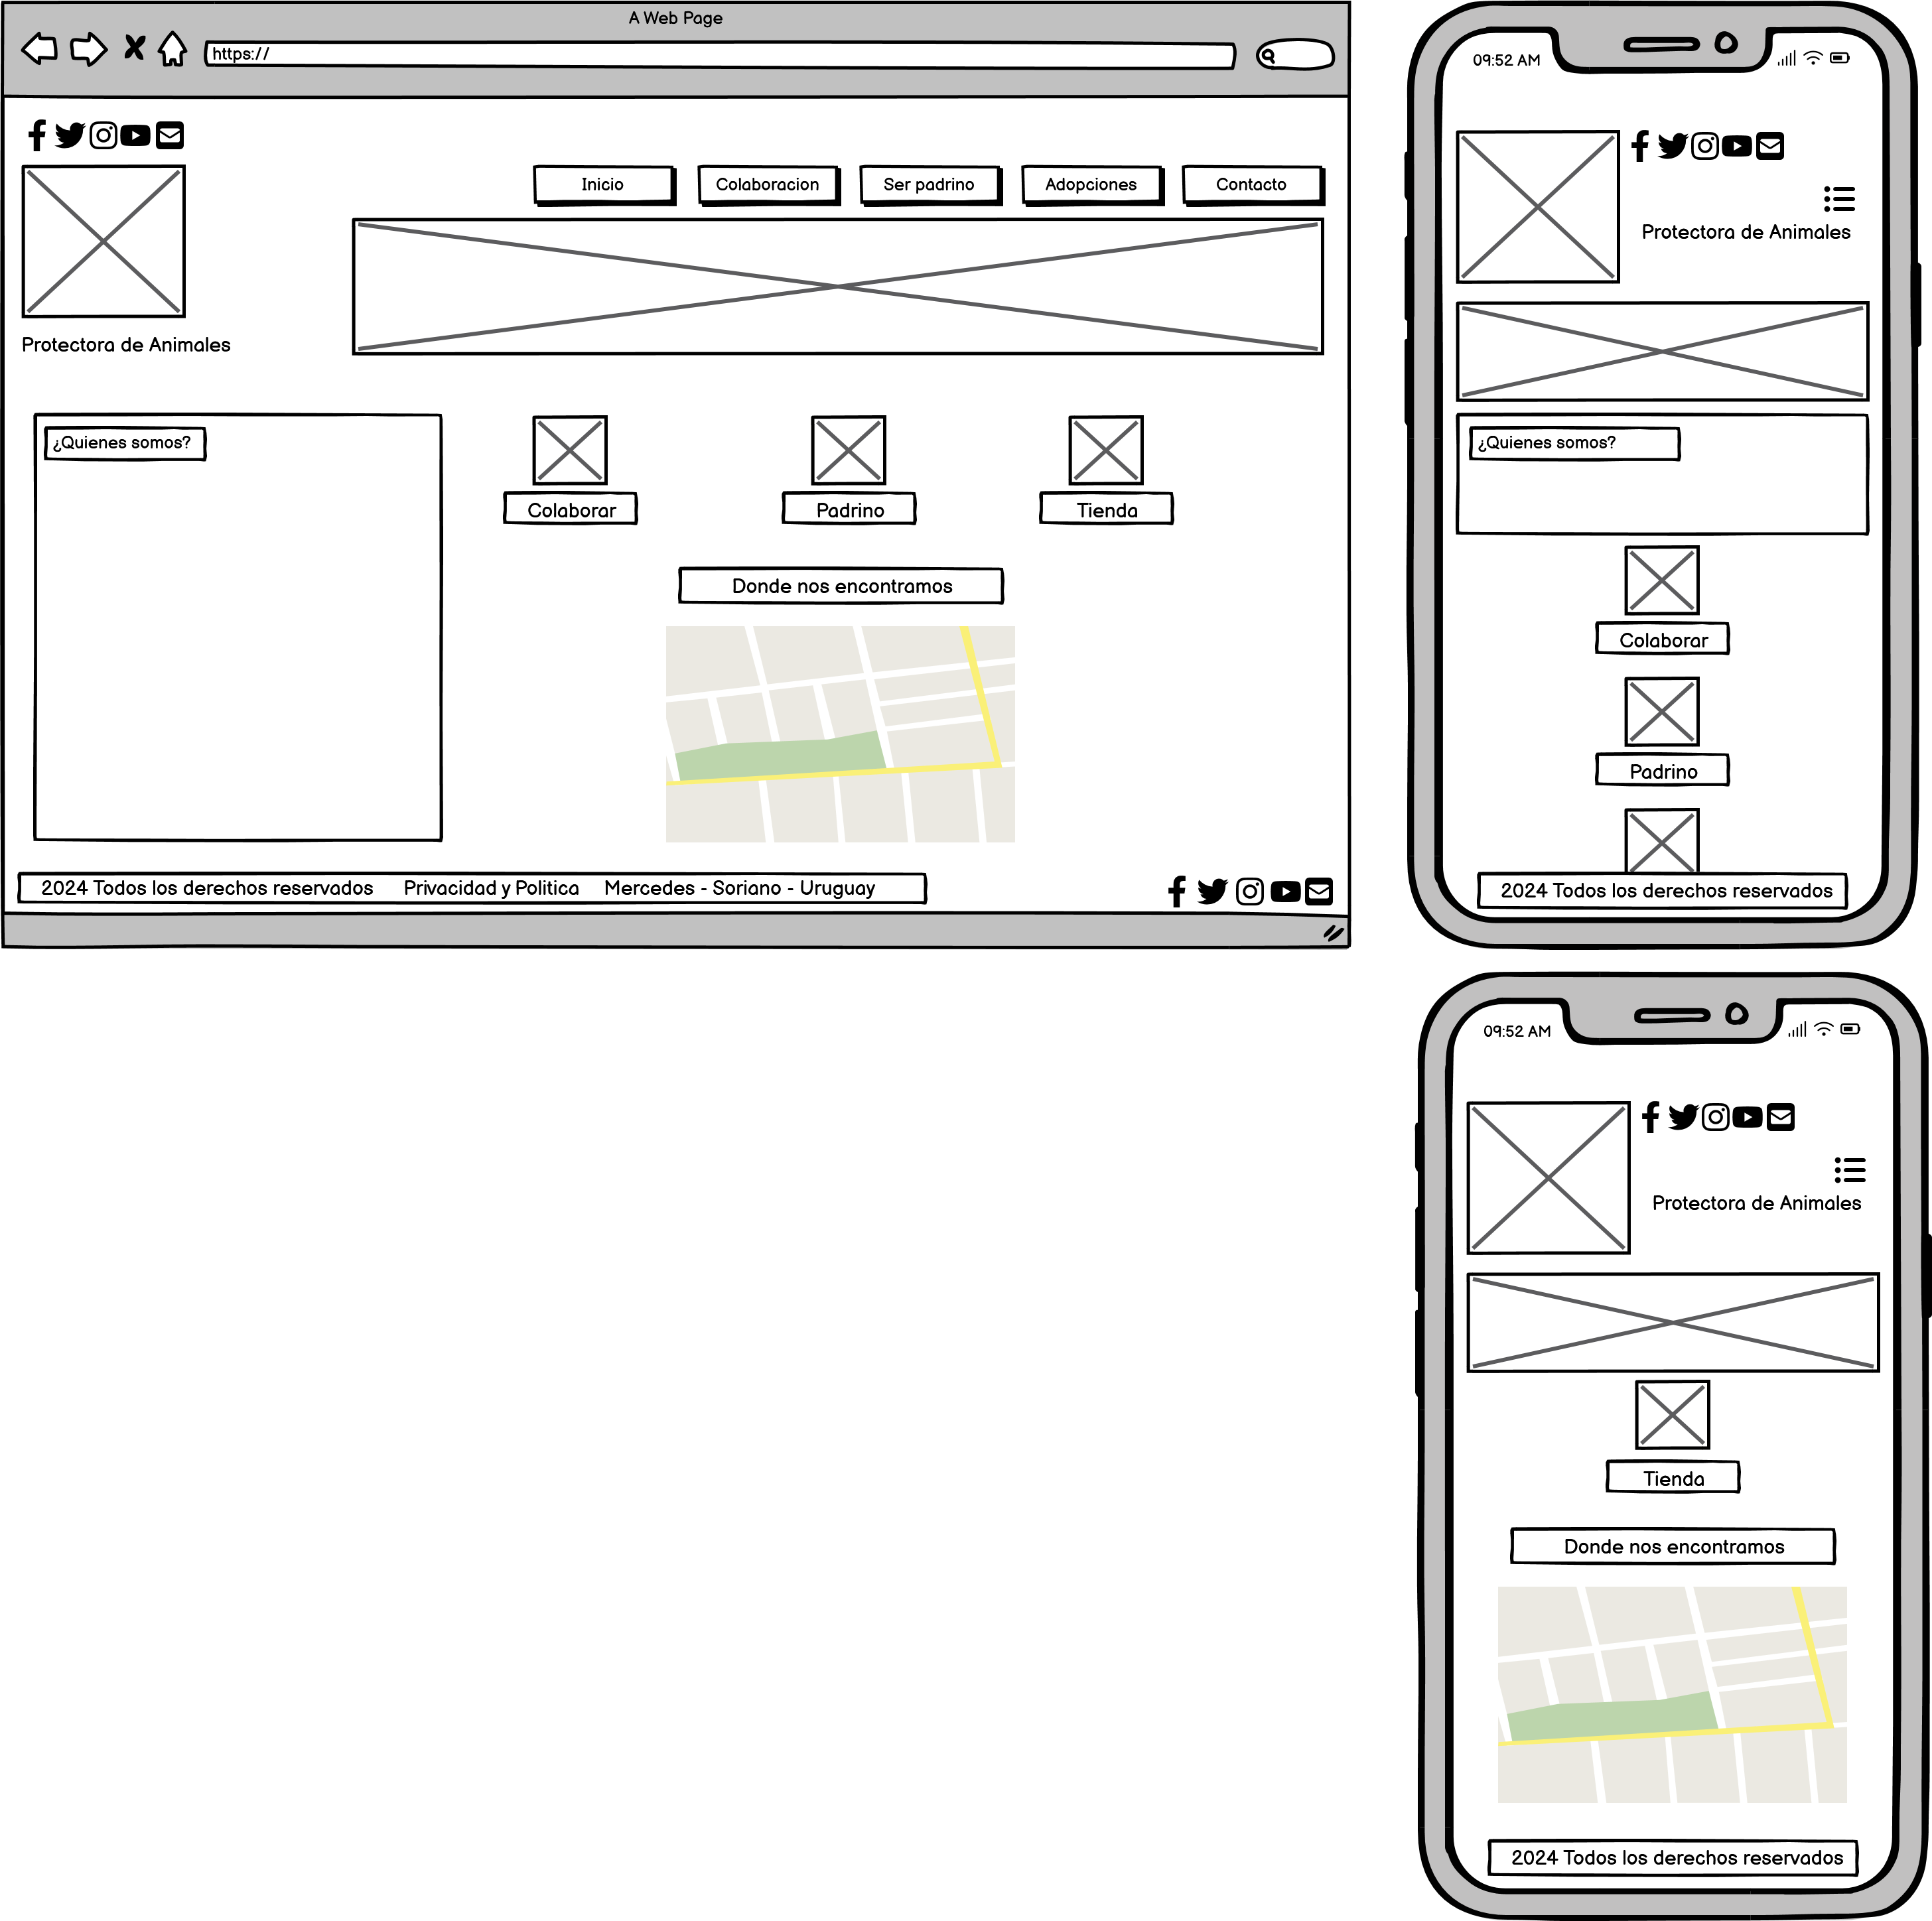 A Web Page
https://
Inicio
Colaboracion
Ser padrino
Adopciones
Contacto
Protectora de Animales
¿Quienes somos?
Colaborar
Padrino
Tienda
Donde nos encontramos
2024 Todos los derechos reservados Privacidad y Politica Mercedes - Soriano - Uruguay
09:52 AM
Protectora de Animales
¿Quienes somos?
Colaborar
Padrino
2024 Todos los derechos reservados
09:52 AM
Protectora de Animales
Tienda
Donde nos encontramos
2024 Todos los derechos reservados